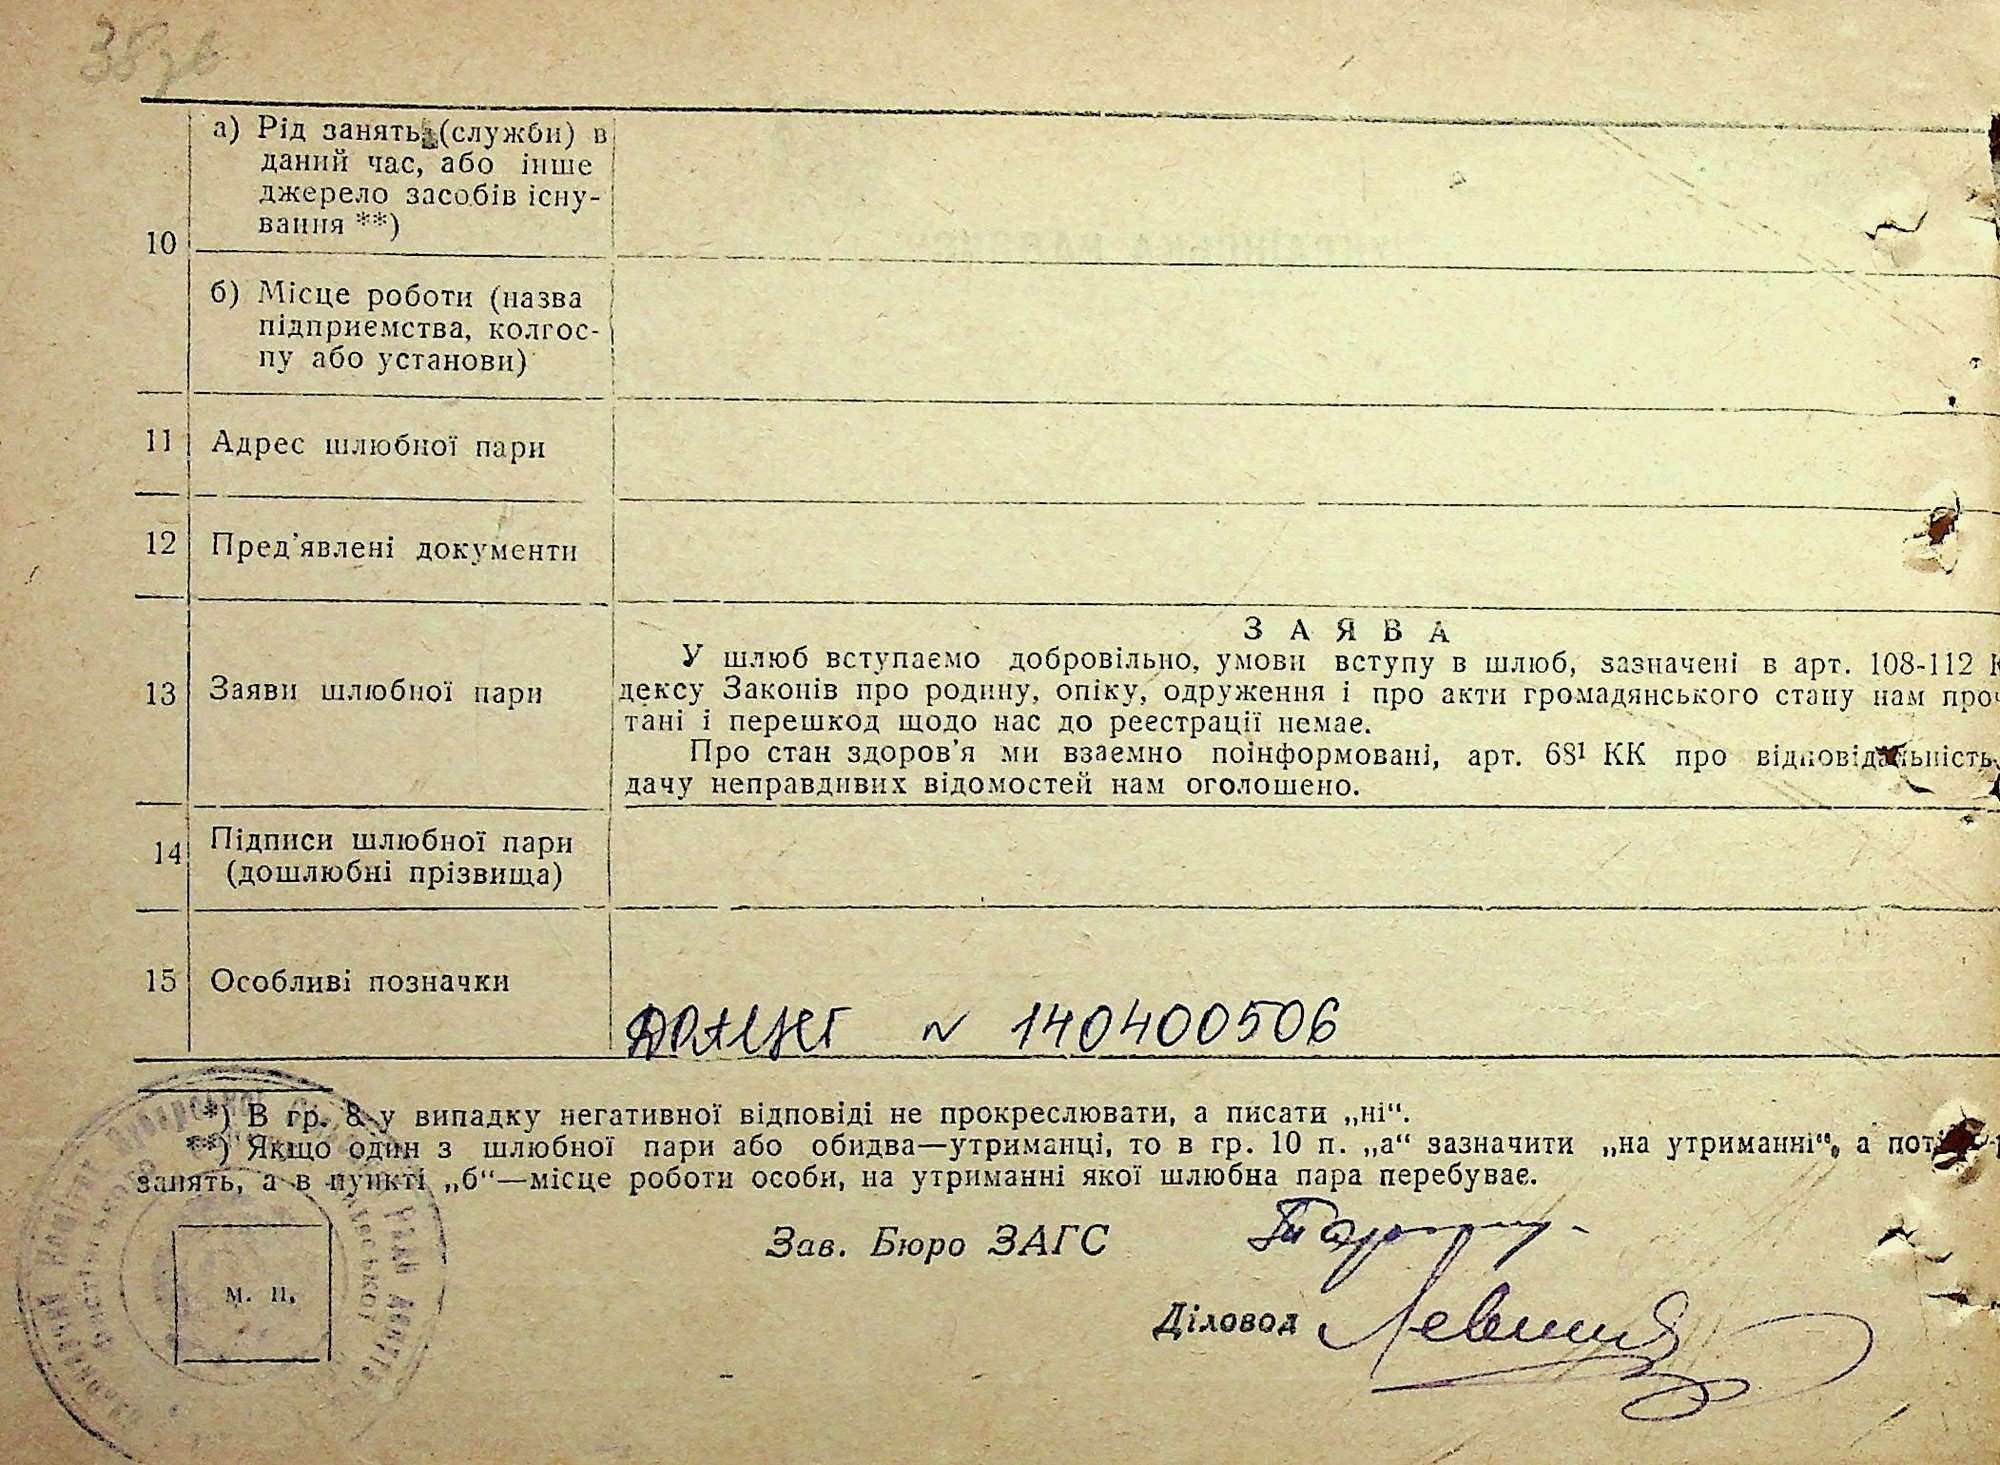 38зв
а) Рід занять (служби) в
даний час, або інше
джерело засобів існу-
вання **)
10
б) Місце роботи (назва
підприємства, колгос-
пу або установи)
11 Адрес шлюбної пари
12 Пред'явлені документи
ЗАЯВА
У шлюб вступаємо добровільно, умови вступу в шлюб, зазначені в арт. 108-112 К
13 Заяви шлюбної пари
дексу Законів про родину, опіку, одруження і про акти громадянського стану нам проч
тані і перешкод щодо нас до реєстрації немає.
Про стан здоров'я ми взаємно поінформовані, арт. 68¹ КК про відповідальність
дачу неправдивих відомостей нам оголошено.
14 Підписи шлюбної пари
(дошлюбні прізвища)
15 Особливі позначки
N 140400506
*) В гр. 8 у випадку негативної відповіді не прокреслювати, а писати „ні“.
**) Якщо один з шлюбної пари або обидва—утриманці, то в гр. 10 п. „а“ зазначити „на утриманні“, а
занять, а в пункті „б“—місце роботи особи, на утриманні якої шлюбна пара перебуває.
Зав. Бюро ЗАГС
м. п.
Діловод